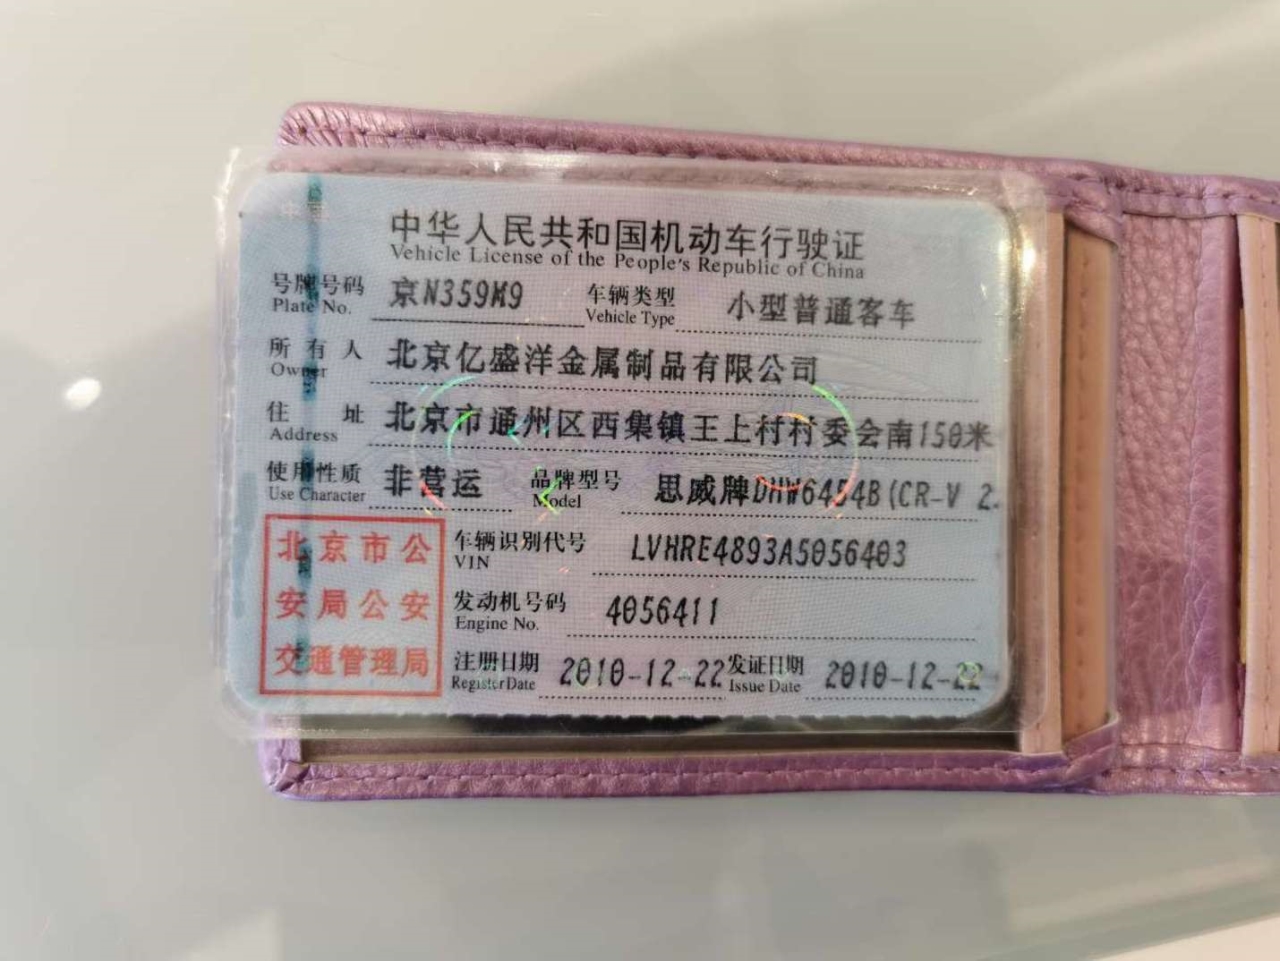 中华人民共和国机动车行驶证
Vehicle License of the People's Republic of China
号牌号码 京N359M9 车辆类型 小型普通客车
Plate No. Vehicle Type
所有人 北京亿盛洋金属制品有限公司
Owner
住址 北京市通州区西集镇王上村村委会南150米
Address
使用性质 非营运 品牌型号 思威牌DHW6454B(CR-V 2.
Use Character Model
北京市公
安局公安
交通管理局
车辆识别代号 LVHRE4893A5056403
VIN
发动机号码 4056411
Engine No.
注册日期 2010-12-22 发证日期 2010-12-22
Register Date Issue Date